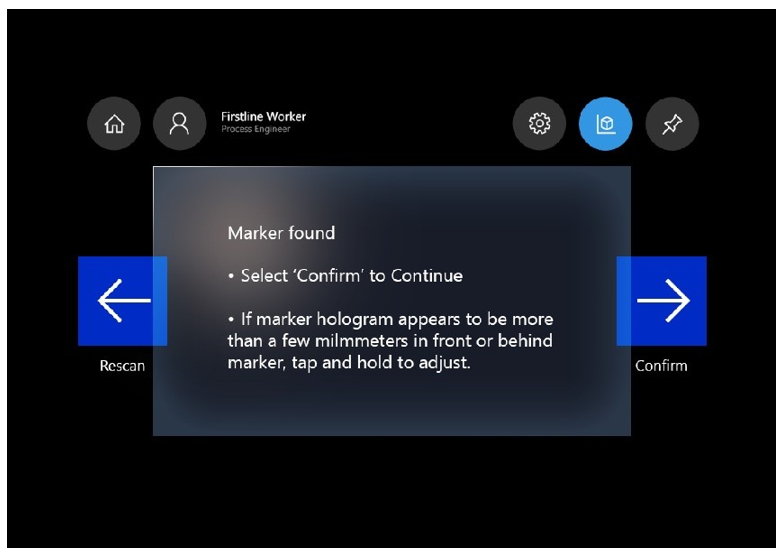 Firstline Worker
Process Engineer
Marker found
• Select 'Confirm' to Continue
• If marker hologram appears to be more
than a few milmmeters in front or behind
marker, tap and hold to adjust.
Rescan
Confirm